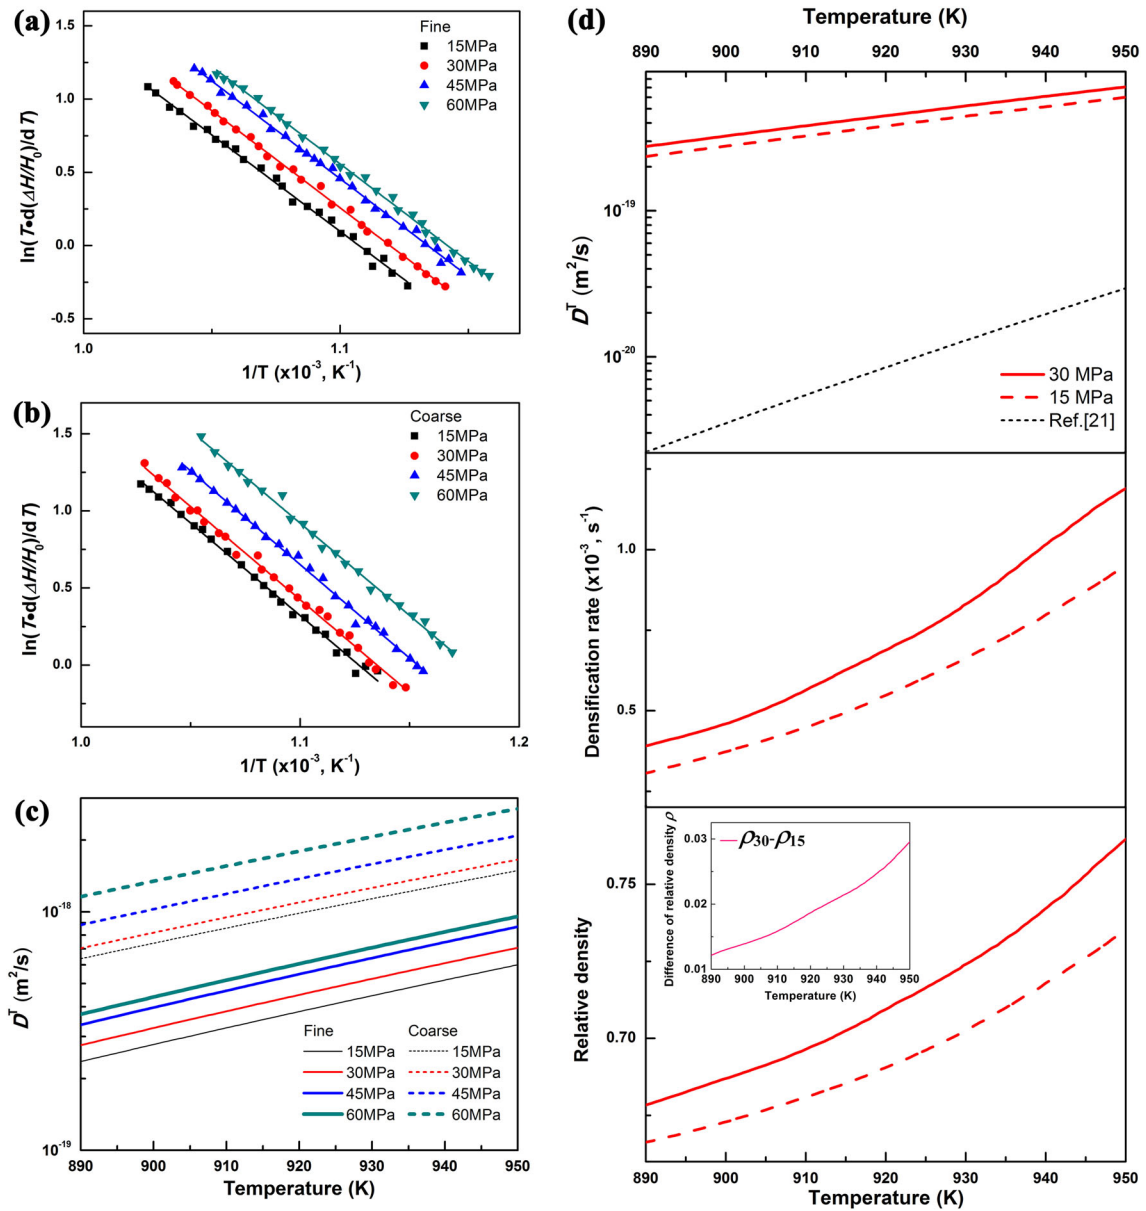 (a)
1.5
1.0
0.5
0.0
-0.5
ln(T•d(ΔH/H₀)/dT)
Fine
15MPa
30MPa
45MPa
60MPa
1.0
1.1
1/T (x10⁻³, K⁻¹)
(b)
1.5
1.0
0.5
0.0
ln(T•d(ΔH/H₀)/dT)
Coarse
15MPa
30MPa
45MPa
60MPa
1.0
1.1
1.2
1/T (x10⁻³, K⁻¹)
(c)
10⁻¹⁸
10⁻¹⁹
Dᵀ (m²/s)
Fine Coarse
15MPa 15MPa
30MPa 30MPa
45MPa 45MPa
60MPa 60MPa
890 900 910 920 930 940 950
Temperature (K)
(d)
Temperature (K)
890 900 910 920 930 940 950
10⁻¹⁹
10⁻²⁰
Dᵀ (m²/s)
30 MPa
15 MPa
Ref.[21]
1.0
0.5
Densification rate (x10⁻³, s⁻¹)
0.75
0.70
Relative density
Difference of relative density ρ
0.03
0.02
0.01
ρ₃₀-ρ₁₅
890 900 910 920 930 940 950
Temperature (K)
890 900 910 920 930 940 950
Temperature (K)